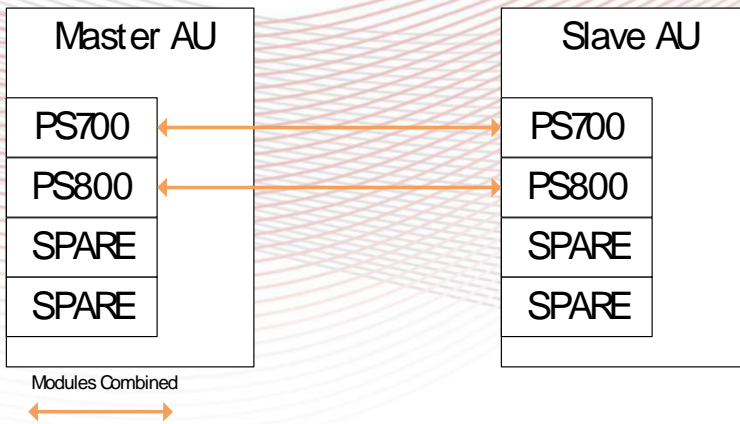 Master AU
Slave AU
PS700
PS700
PS800
PS800
SPARE
SPARE
SPARE
SPARE
Modules Combined